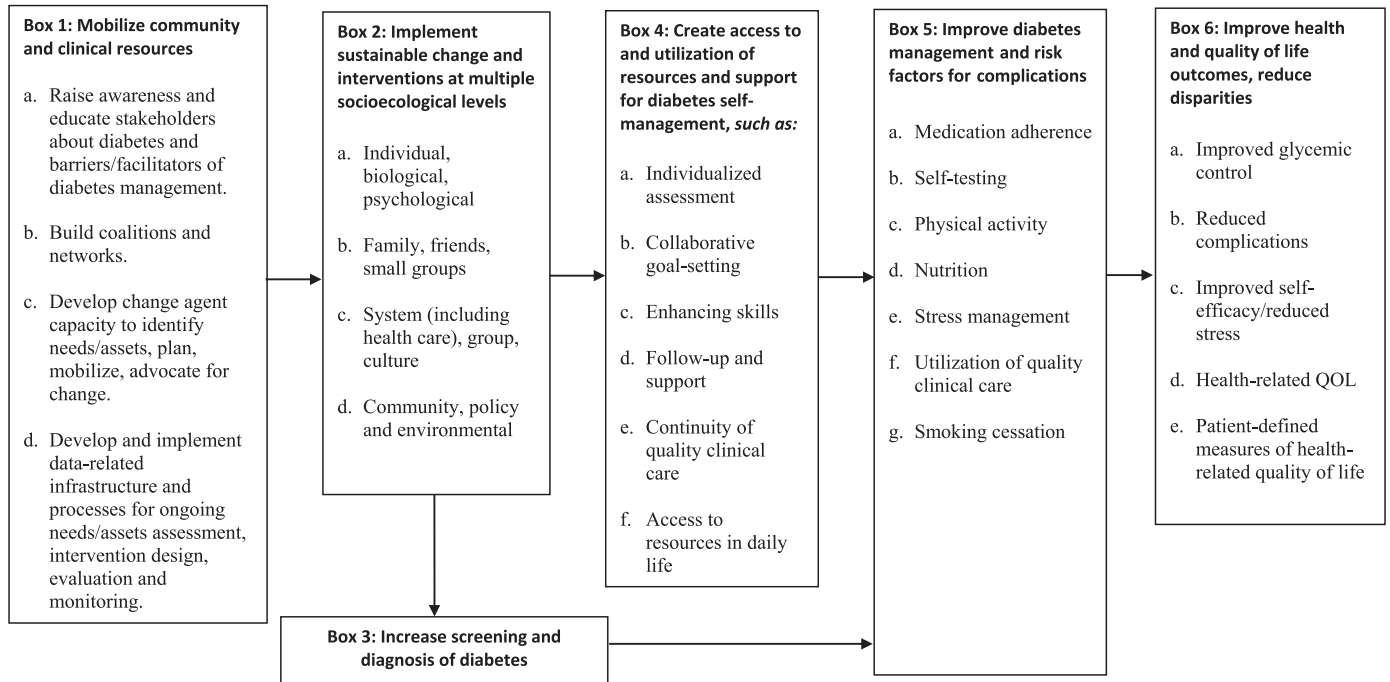 Box 1: Mobilize community
and clinical resources
a. Raise awareness and
educate stakeholders
about diabetes and
barriers/facilitators of
diabetes management.
b. Build coalitions and
networks.
c. Develop change agent
capacity to identify
needs/assets, plan,
mobilize, advocate for
change.
d. Develop and implement
data-related
infrastructure and
processes for ongoing
needs/assets assessment,
intervention design,
evaluation and
monitoring.
Box 2: Implement
sustainable change and
interventions at multiple
socioecological levels
a. Individual,
biological,
psychological
b. Family, friends,
small groups
c. System (including
health care), group,
culture
d. Community, policy
and environmental
Box 3: Increase screening and
diagnosis of diabetes
Box 4: Create access to
and utilization of
resources and support
for diabetes self-
management, such as:
a. Individualized
assessment
b. Collaborative
goal-setting
c. Enhancing skills
d. Follow-up and
support
e. Continuity of
quality clinical
care
f. Access to
resources in daily
life
Box 5: Improve diabetes
management and risk
factors for complications
a. Medication adherence
b. Self-testing
c. Physical activity
d. Nutrition
e. Stress management
f. Utilization of quality
clinical care
g. Smoking cessation
Box 6: Improve health
and quality of life
outcomes, reduce
disparities
a. Improved glycemic
control
b. Reduced
complications
c. Improved self-
efficacy/reduced
stress
d. Health-related QOL
e. Patient-defined
measures of health-
related quality of life